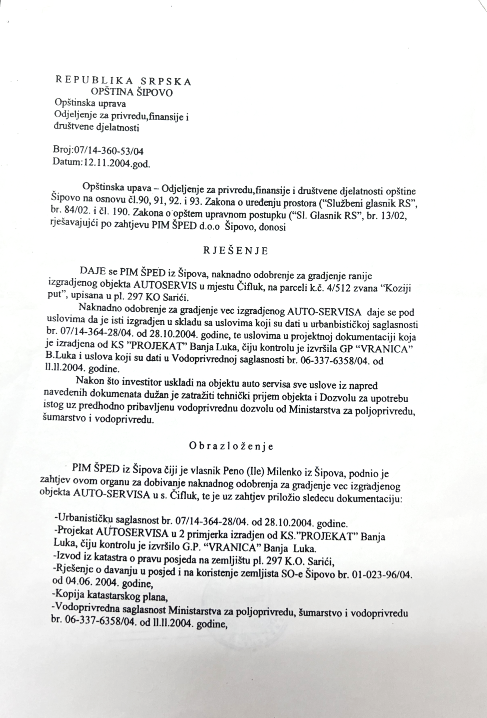 REPUBLIKA SRPSKA
OPŠTINA ŠIPOVO
Opštinska uprava
Odjeljenje za privredu,finansije i
društvene djelatnosti
Broj:07/14-360-53/04
Datum:12.11.2004.god.
Opštinska upava – Odjeljenje za privredu,finansije i društvene djelatnosti opštine
Šipovo na osnovu čl.90, 91, 92. i 93. Zakona o uređenju prostora ("Službeni glasnik RS",
br. 84/02. i čl. 190. Zakona o opštem upravnom postupku ("Sl. Glasnik RS", br. 13/02,
rješavajući po zahtjevu PIM ŠPED d.o.o Šipovo, donosi
RJEŠENJE
DAJE se PIM ŠPED iz Šipova, naknadno odobrenje za gradjenje ranije
izgradjenog objekta AUTOSERVIS u mjestu Čifluk, na parceli k.č. 4/512 zvana "Koziji
put", upisana u pl. 297 KO Sarići.
Naknadno odobrenje za gradjenje vec izgradjenog AUTO-SERVISA daje se pod
uslovima da je isti izgradjen u skladu sa uslovima koji su dati u urbanističkoj saglasnosti
br. 07/14-364-28/04. od 28.10.2004. godine, te uslovima u projektnoj dokumentaciji koja
je izradjena od KS "PROJEKAT" Banja Luka, čiju kontrolu je izvršila GP "VRANICA"
B.Luka i uslova koji su dati u Vodoprivrednoj saglasnosti br. 06-337-6358/04. od
II.II.2004. godine.
Nakon što investitor uskladi na objektu auto servisa sve uslove iz napred
navedenih dokumenata dužan je zatražiti tehnički prijem objekta i Dozvolu za upotrebu
istog uz predhodno pribavljenu vodoprivrednu dozvolu od Ministarstva za poljoprivredu,
šumarstvo i vodoprivredu.
Obrazloženje
PIM ŠPED iz Šipova čiji je vlasnik Peno (Ile) Milenko iz Šipova, podnio je
zahtjev ovom organu za dobivanje naknadnog odobrenja za gradjenje vec izgradjenog
objekta AUTO-SERVISA u s. Čifluk, te je uz zahtjev priložio sledecu dokumentaciju:
-Urbanističku saglasnost br. 07/14-364-28/04. od 28.10.2004. godine.
-Projekat AUTOSERVISA u 2 primjerka izradjen od KS."PROJEKAT" Banja
Luka, čiju kontrolu je izvršilo G.P. "VRANICA" Banja Luka.
-Izvod iz katastra o pravu posjeda na zemljištu pl. 297 K.O. Sarići,
-Rješenje o davanju u posjed i na koristenje zemljista SO-e Šipovo br. 01-023-96/04.
od 04.06. 2004. godine,
-Kopija katastarskog plana,
-Vodoprivredna saglasnost Ministarstva za poljoprivredu, šumarstvo i vodoprivredu
br. 06-337-6358/04. od II.II.2004. godine,